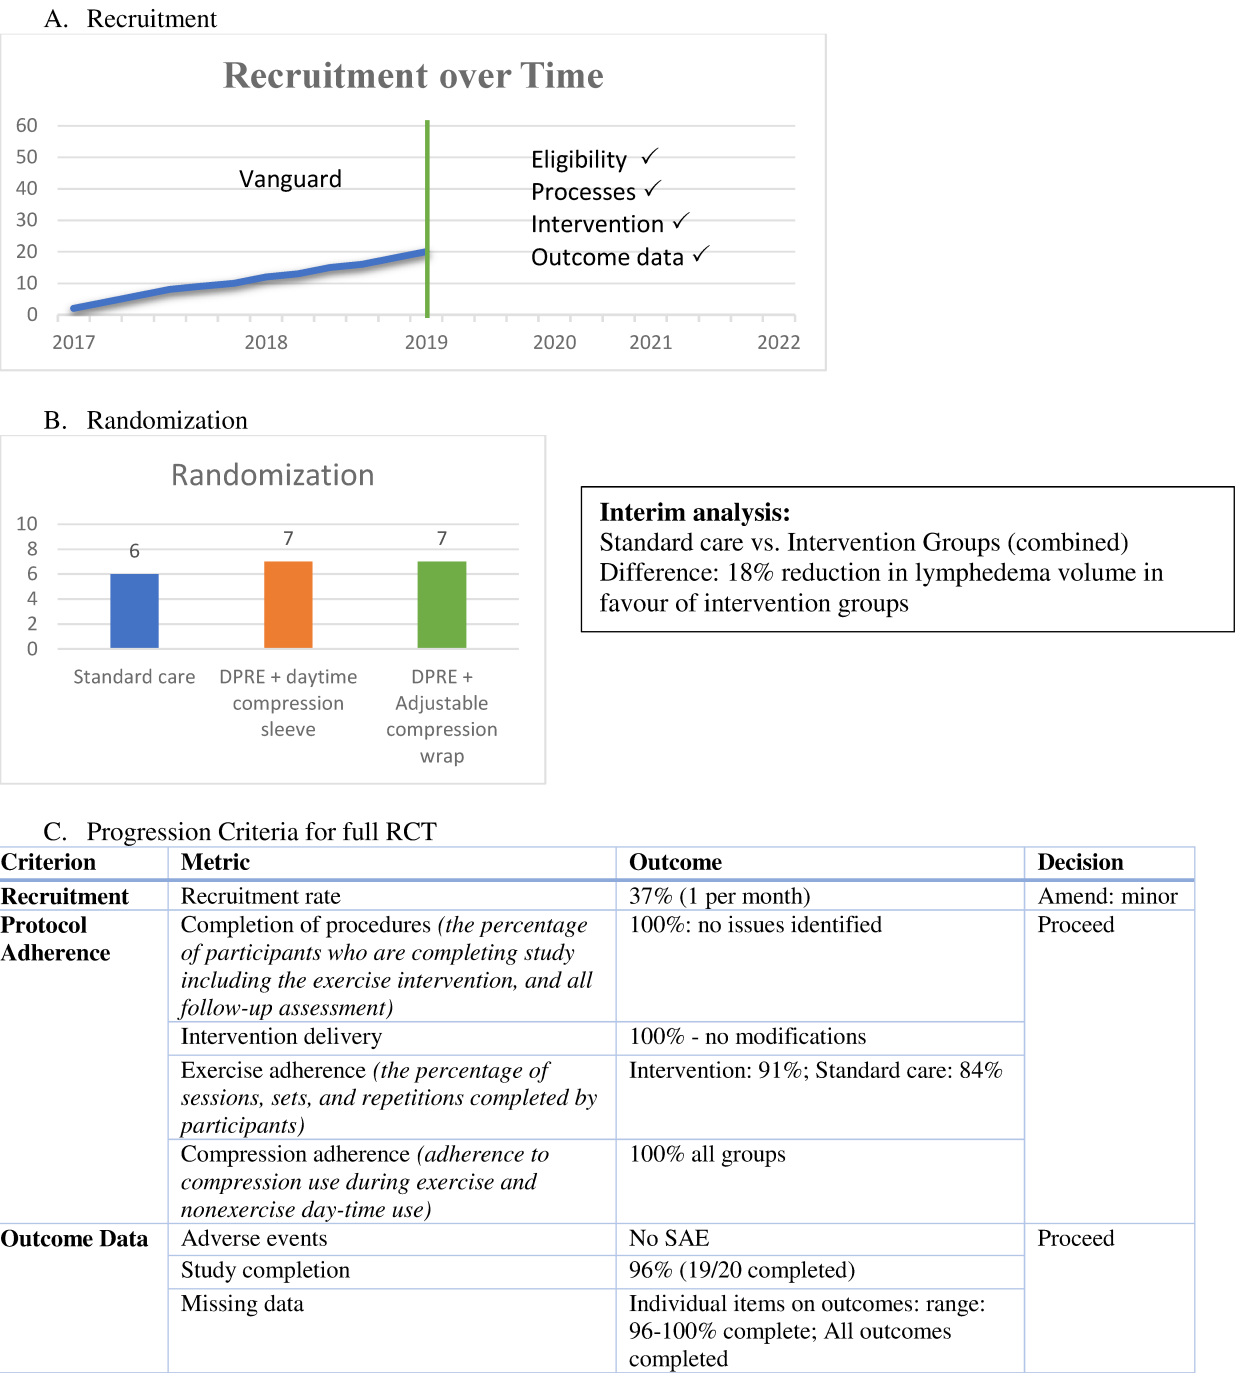 A. Recruitment
Recruitment over Time
60
50
40
30
20
10
0
Vanguard
Eligibility ✓
Processes ✓
Intervention ✓
Outcome data ✓
2017 2018 2019 2020 2021 2022
B. Randomization
Randomization
10
8
6
4
2
0
6 7 7
Standard care
DPRE + daytime
compression
sleeve
DPRE +
Adjustable
compression
wrap
Interim analysis:
Standard care vs. Intervention Groups (combined)
Difference: 18% reduction in lymphedema volume in
favour of intervention groups
C. Progression Criteria for full RCT
Criterion Metric Outcome Decision
Recruitment Recruitment rate 37% (1 per month) Amend: minor
Protocol
Adherence
Completion of procedures (the percentage
of participants who are completing study
including the exercise intervention, and all
follow-up assessment)
100%: no issues identified
Proceed
Intervention delivery 100% - no modifications
Exercise adherence (the percentage of
sessions, sets, and repetitions completed by
participants)
Intervention: 91%; Standard care: 84%
Compression adherence (adherence to
compression use during exercise and
nonexercise day-time use)
100% all groups
Outcome Data Adverse events No SAE Proceed
Study completion 96% (19/20 completed)
Missing data
Individual items on outcomes: range:
96-100% complete; All outcomes
completed